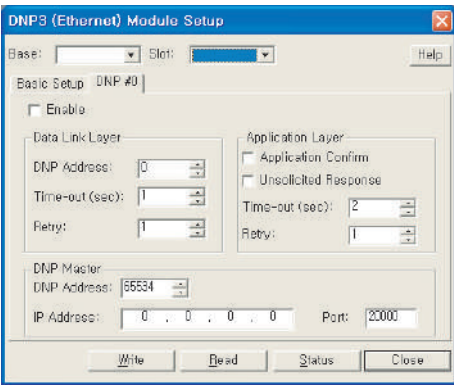 DNP3 (Ethernet) Module Setup
Base: Slot: Help
Basic Setup DNP #0
Enable
Data Link Layer
DNP Address: 0
Time-out (sec): 1
Retry: 1
Application Layer
Application Confirm
Unsolicited Response
Time-out (sec): 2
Retry: 1
DNP Master
DNP Address: 65534
IP Address: 0 . 0 . 0 . 0 Port: 20000
Write Read Status Close